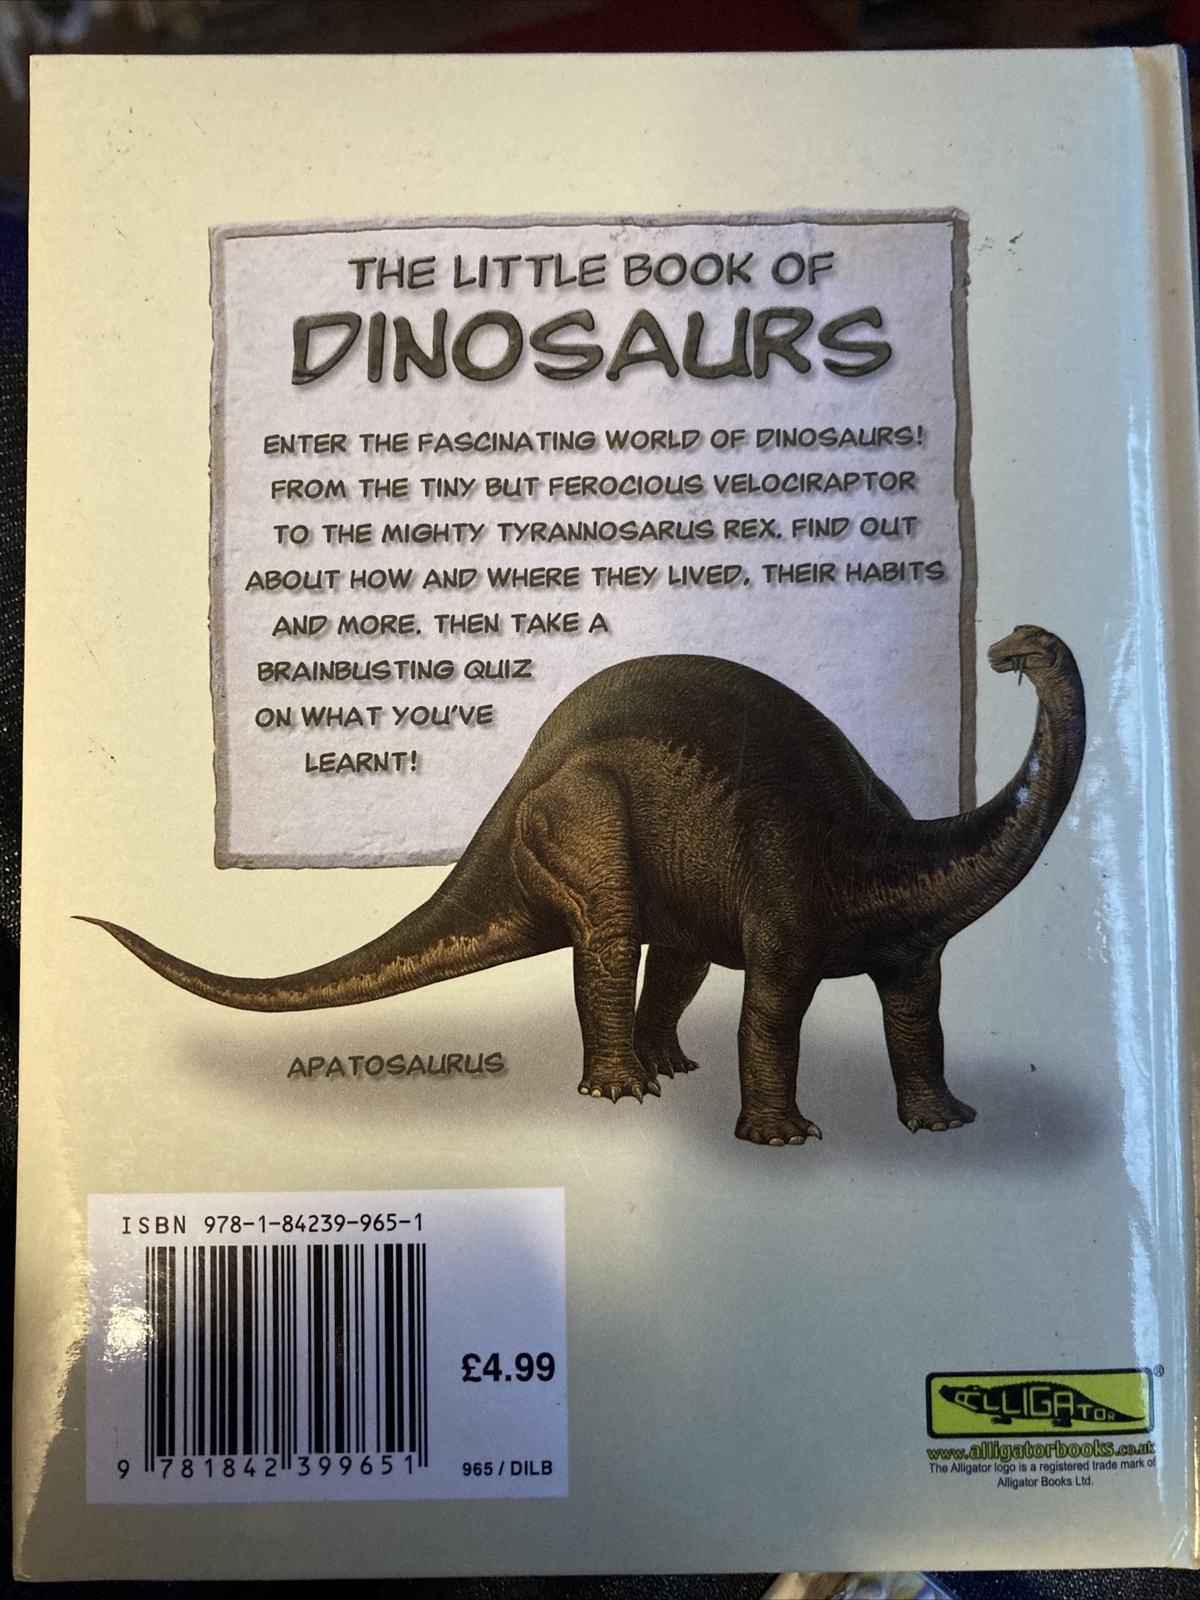 THE LITTLE BOOK OF
DINOSAURS
ENTER THE FASCINATING WORLD OF DINOSAURS!
FROM THE TINY BUT FEROCIOUS VELOCIRAPTOR
TO THE MIGHTY TYRANNOSARUS REX. FIND OUT
ABOUT HOW AND WHERE THEY LIVED, THEIR HABITS
AND MORE. THEN TAKE A
BRAINBUSTING QUIZ
ON WHAT YOU'VE
LEARNT!
APATOSAURUS
ISBN 978-1-84239-965-1
£4.99
9 781842 399651
965 / DILB
ALLIGATOR®
www.alligatorbooks.co.uk
The Alligator logo is a registered trade mark of
Alligator Books Ltd.